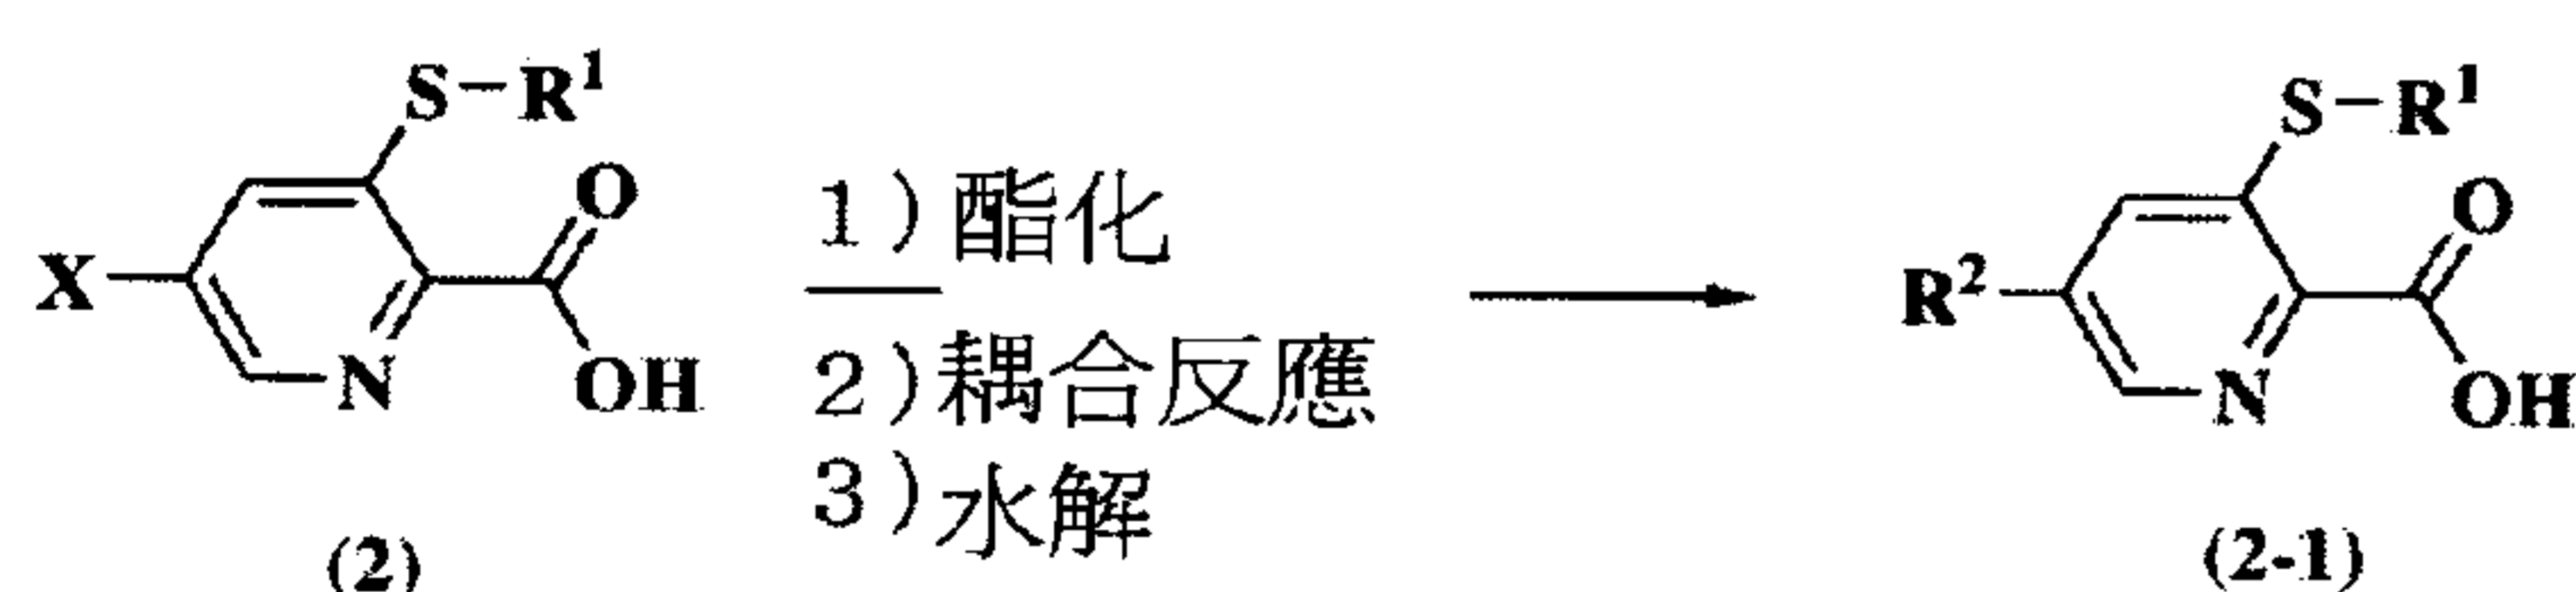 S-R¹
O
X
N
OH
(2)
1)酯化
2)耦合反應
3)水解
S-R¹
O
R²
N
OH
(2-1)